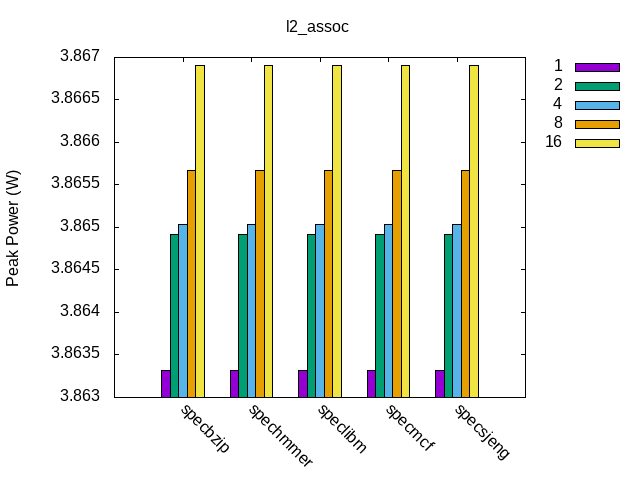 l2_assoc
3.867
3.8665
3.866
3.8655
3.865
3.8645
3.864
3.8635
3.863
Peak Power (W)
1
2
4
8
16
specbzip
spechmmer
speclibm
specmcf
specsjeng